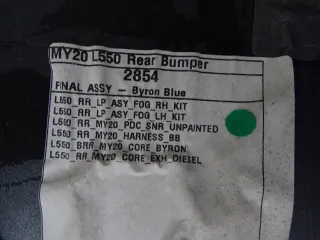 MY20 L550 Rear Bumper
2854
FINAL ASSY - Byron Blue
L550_RR_LP_ASY_FOG_RH_KIT
L550_RR_LP_ASY_FOG_LH_KIT
L550_RR_MY20_PDC_SNR_UNPAINTED
L550_RR_MY20_HARNESS_BB
L550_BRR_MY20_CORE_BYRON
L550_RR_MY20_CORE_EXH_DIESEL